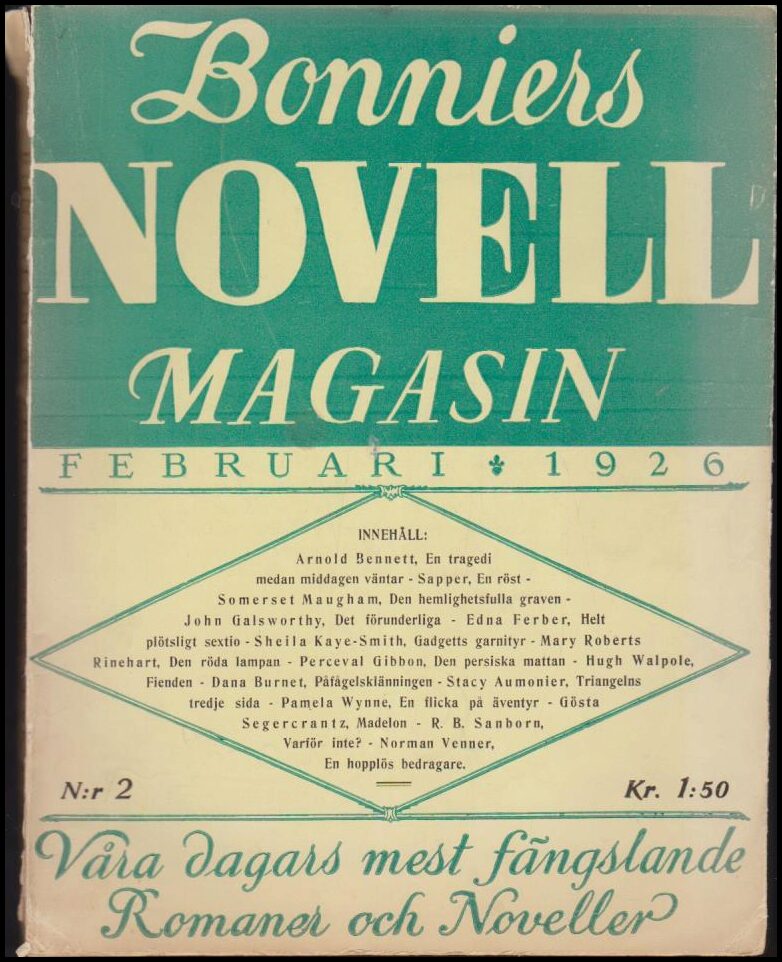 Bonniers
NOVELL
MAGASIN
FEBRUARI 1926
INNEHÅLL:
Arnold Bennett, En tragedi
medan middagen väntar - Sapper, En röst -
Somerset Maugham, Den hemlighetsfulla graven -
John Galsworthy, Det förunderliga - Edna Ferber, Helt
plötsligt sextio - Sheila Kaye-Smith, Gadgetts garnityr - Mary Roberts
Rinehart, Den röda lampan - Perceval Gibbon, Den persiska mattan - Hugh Walpole,
Fienden - Dana Burnet, Påfågelsklänningen - Stacy Aumonier, Triangelns
tredje sida - Pamela Wynne, En flicka på äventyr - Gösta
Segercrantz, Madelon - R. B. Sanborn,
Varför inte? - Norman Venner,
En hopplös bedragare.
N:r 2
Kr. 1:50
Våra dagars mest fängslande
Romaner och Noveller